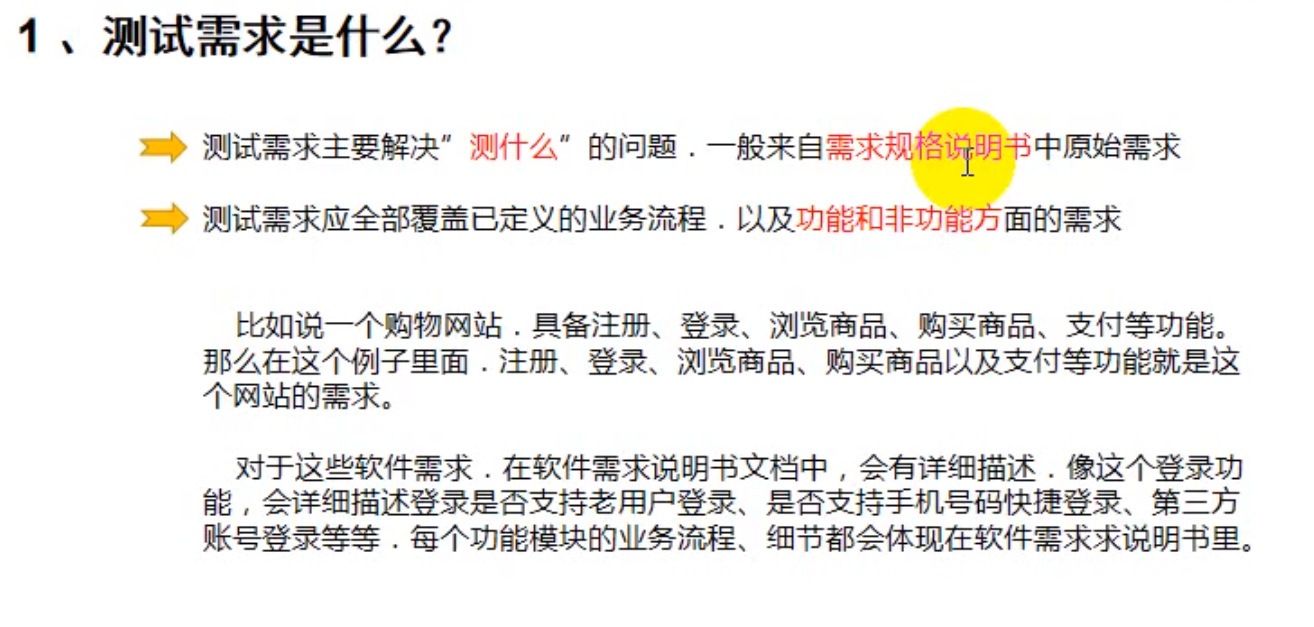 1、测试需求是什么？
测试需求主要解决”测什么”的问题．一般来自需求规格说明书中原始需求
测试需求应全部覆盖已定义的业务流程．以及功能和非功能方面的需求
比如说一个购物网站．具备注册、登录、浏览商品、购买商品、支付等功能。
那么在这个例子里面．注册、登录、浏览商品、购买商品以及支付等功能就是这
个网站的需求。
对于这些软件需求．在软件需求说明书文档中，会有详细描述．像这个登录功
能，会详细描述登录是否支持老用户登录、是否支持手机号码快捷登录、第三方
账号登录等等．每个功能模块的业务流程、细节都会体现在软件需求求说明书里。